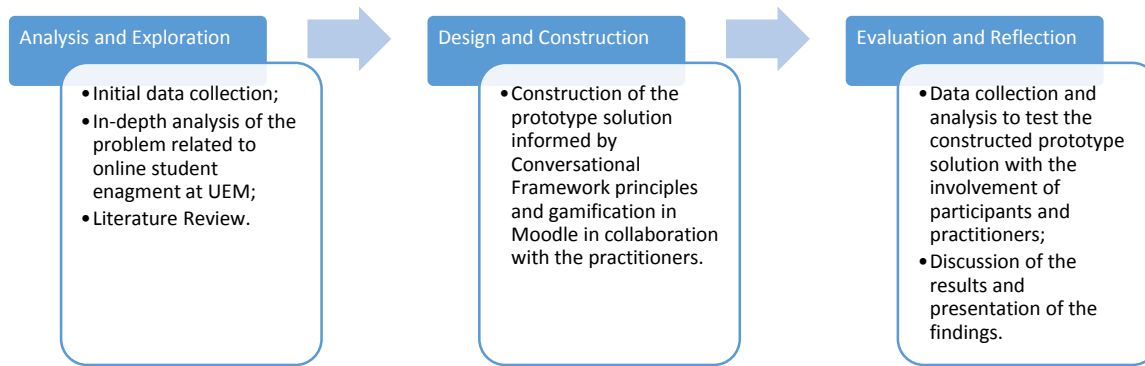 Analysis and Exploration
•Initial data collection;
•In-depth analysis of the
problem related to
online student
enagment at UEM;
•Literature Review.
Design and Construction
•Construction of the
prototype solution
informed by
Conversational
Framework principles
and gamification in
Moodle in collaboration
with the practitioners.
Evaluation and Reflection
•Data collection and
analysis to test the
constructed prototype
solution with the
involvement of
participants and
practitioners;
•Discussion of the
results and
presentation of the
findings.